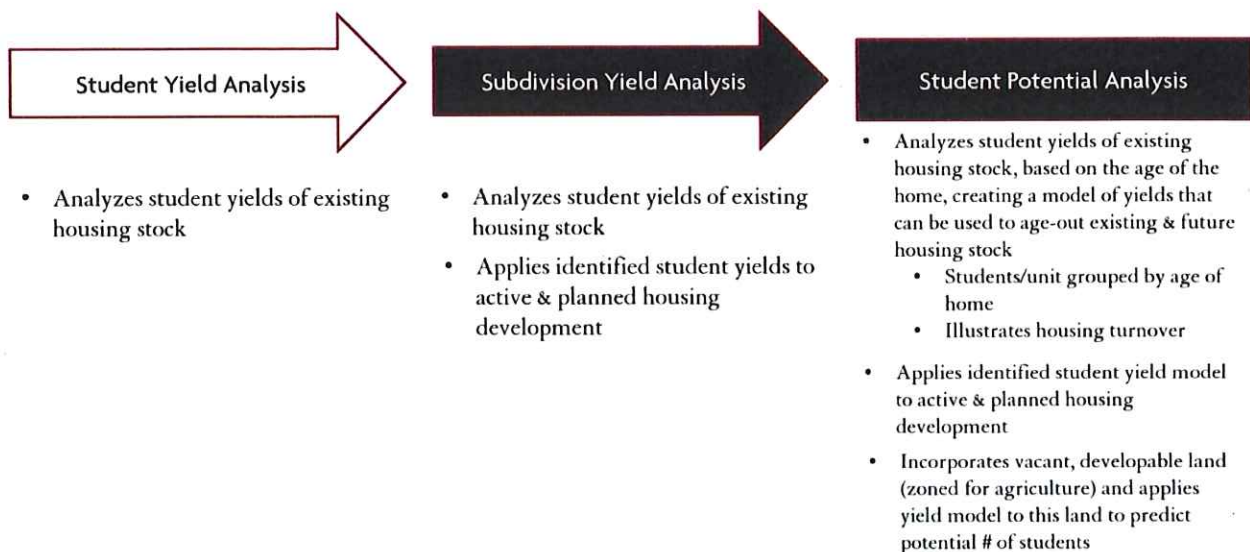 Student Yield Analysis
• Analyzes student yields of existing
housing stock
Subdivision Yield Analysis
• Analyzes student yields of existing
housing stock
• Applies identified student yields to
active & planned housing
development
Student Potential Analysis
• Analyzes student yields of existing
housing stock, based on the age of the
home, creating a model of yields that
can be used to age-out existing & future
housing stock
• Students/unit grouped by age of
home
• Illustrates housing turnover
• Applies identified student yield model
to active & planned housing
development
• Incorporates vacant, developable land
(zoned for agriculture) and applies
yield model to this land to predict
potential # of students